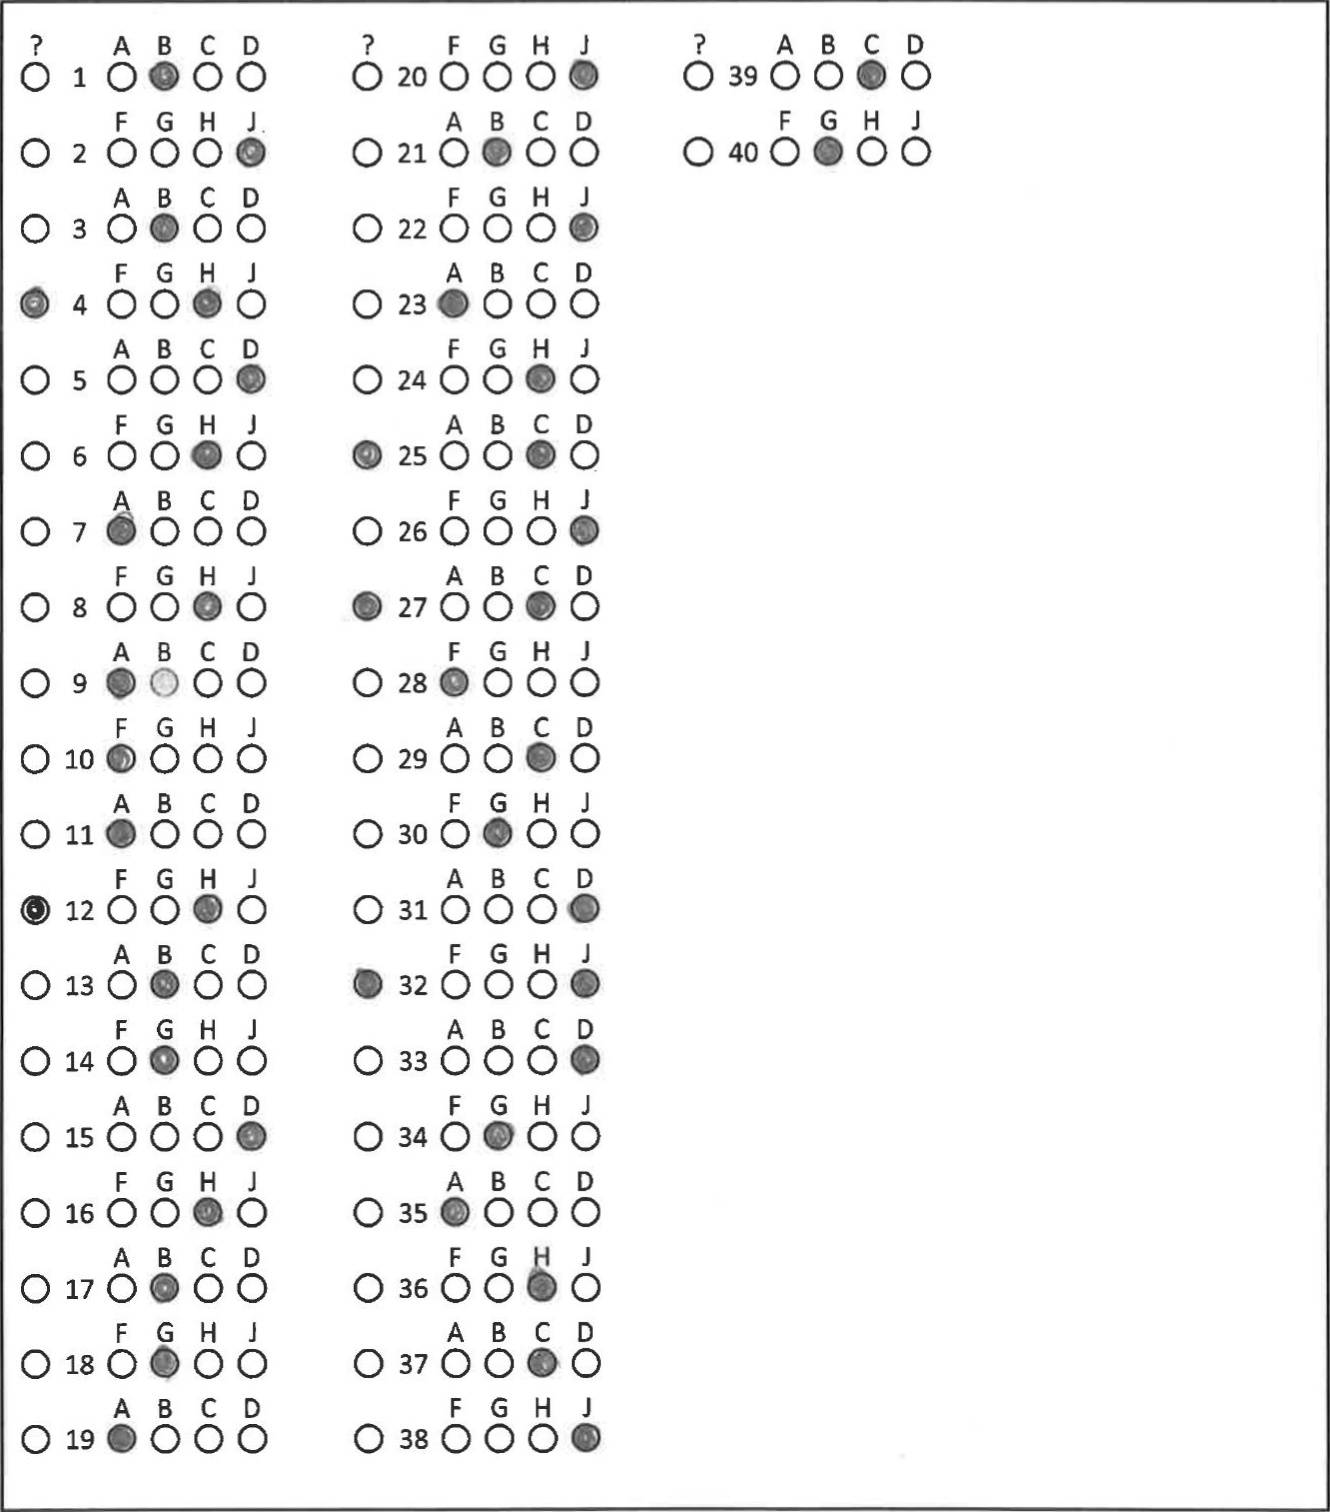 ? A B C D
1
F G H J
2
A B C D
3
F G H J
4
A B C D
5
F G H J
6
A B C D
7
F G H J
8
A B C D
9
F G H J
10
A B C D
11
F G H J
12
A B C D
13
F G H J
14
A B C D
15
F G H J
16
A B C D
17
F G H J
18
A B C D
19
? F G H J
20
A B C D
21
F G H J
22
A B C D
23
F G H J
24
A B C D
25
F G H J
26
A B C D
27
F G H J
28
A B C D
29
F G H J
30
A B C D
31
F G H J
32
A B C D
33
F G H J
34
A B C D
35
F G H J
36
A B C D
37
F G H J
38
? A B C D
39
F G H J
40